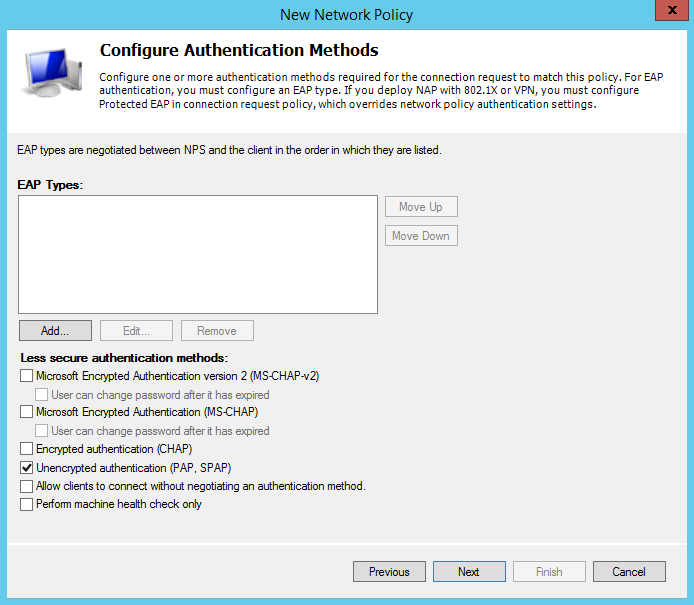 New Network Policy
x
Configure Authentication Methods
Configure one or more authentication methods required for the connection request to match this policy. For EAP
authentication, you must configure an EAP type. If you deploy NAP with 802.1X or VPN, you must configure
Protected EAP in connection request policy, which overrides network policy authentication settings.
EAP types are negotiated between NPS and the client in the order in which they are listed.
EAP Types:
Move Up
Move Down
Add...
Edit...
Remove
Less secure authentication methods:
Microsoft Encrypted Authentication version 2 (MS-CHAP-v2)
User can change password after it has expired
Microsoft Encrypted Authentication (MS-CHAP)
User can change password after it has expired
Encrypted authentication (CHAP)
Unencrypted authentication (PAP, SPAP)
Allow clients to connect without negotiating an authentication method.
Perform machine health check only
Previous
Next
Finish
Cancel